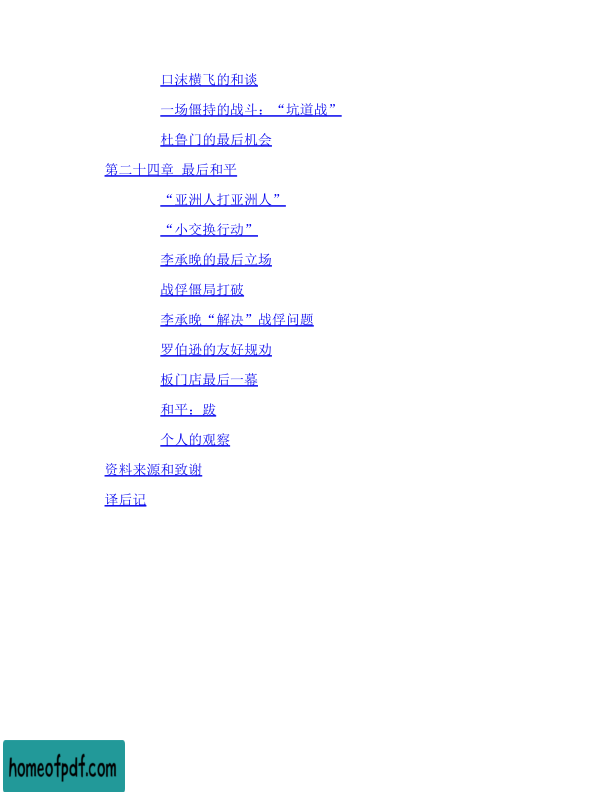 口沫横飞的和谈
一场僵持的战斗：“坑道战”
杜鲁门的最后机会
第二十四章 最后和平
“亚洲人打亚洲人”
“小交换行动”
李承晚的最后立场
战俘僵局打破
李承晚“解决”战俘问题
罗伯逊的友好规劝
板门店最后一幕
和平：跋
个人的观察
资料来源和致谢
译后记
homeofpdf.com